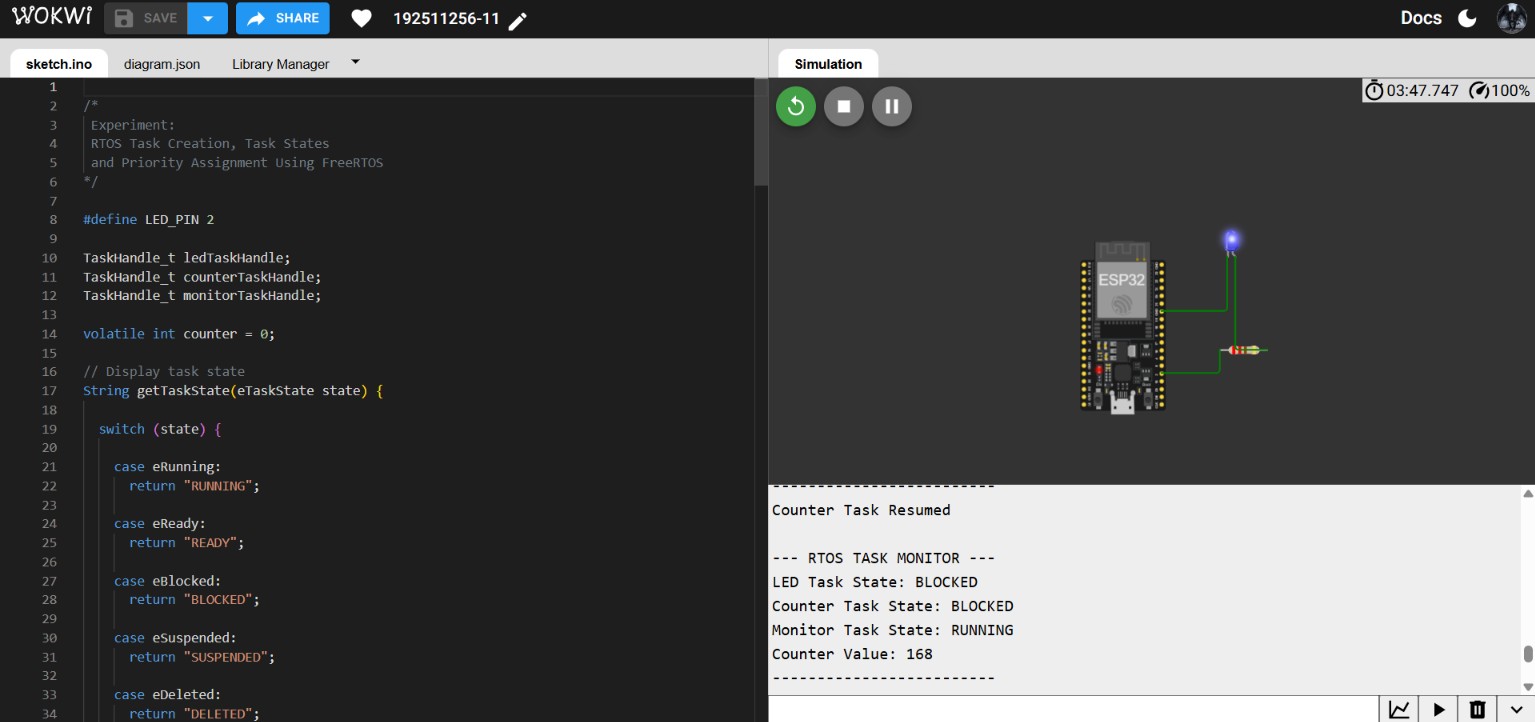 WOKWI
SAVE
SHARE
192511256-11
Docs
sketch.ino
diagram.json
Library Manager
Simulation
1
2 /*
3 Experiment:
4 RTOS Task Creation, Task States
5 and Priority Assignment Using FreeRTOS
6 */
7
8 #define LED_PIN 2
9
10 TaskHandle_t ledTaskHandle;
11 TaskHandle_t counterTaskHandle;
12 TaskHandle_t monitorTaskHandle;
13
14 volatile int counter = 0;
15
16 // Display task state
17 String getTaskState(eTaskState state) {
18
19 switch (state) {
20
21 case eRunning:
22 return "RUNNING";
23
24 case eReady:
25 return "READY";
26
27 case eBlocked:
28 return "BLOCKED";
29
30 case eSuspended:
31 return "SUSPENDED";
32
33 case eDeleted:
34 return "DELETED";
03:47.747 100%
ESP32
-------------------------
Counter Task Resumed
--- RTOS TASK MONITOR ---
LED Task State: BLOCKED
Counter Task State: BLOCKED
Monitor Task State: RUNNING
Counter Value: 168
-------------------------